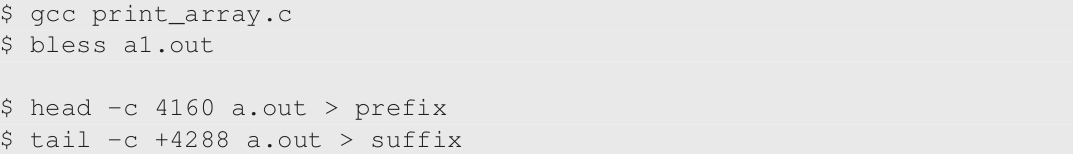 $ gcc print_array.c
$ bless a1.out
$ head -c 4160 a.out > prefix
$ tail -c +4288 a.out > suffix